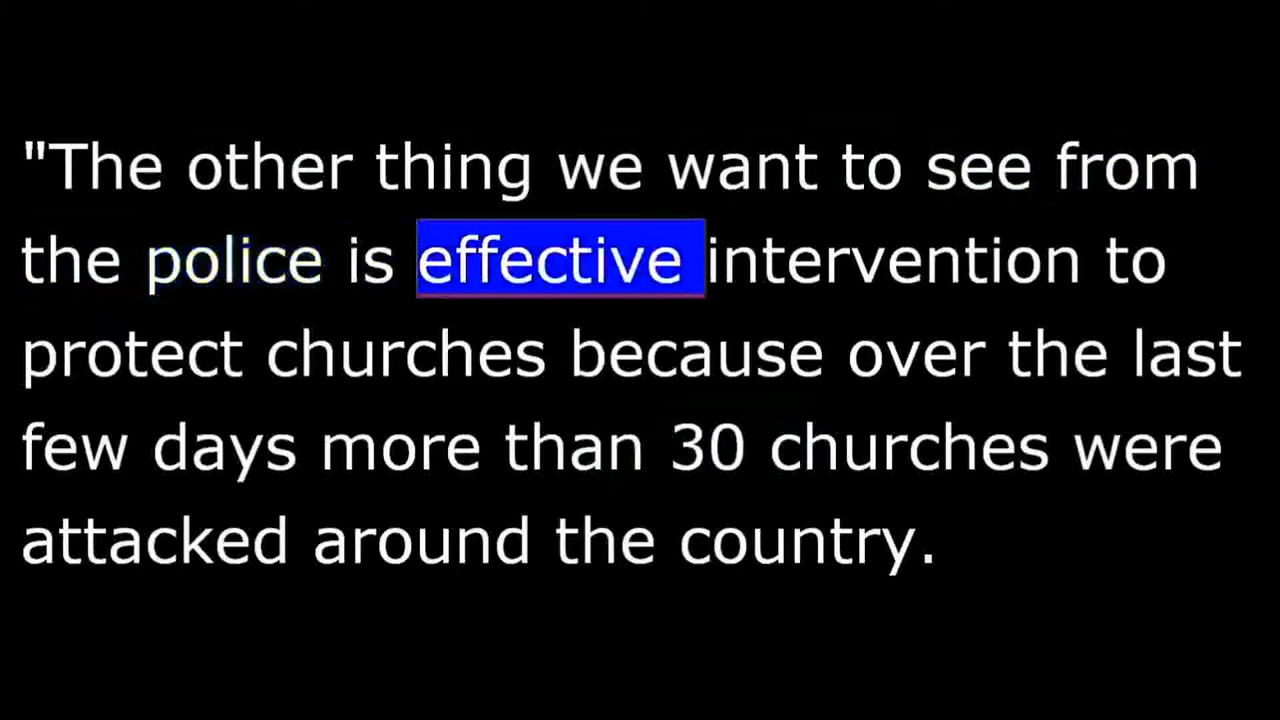 "The other thing we want to see from
the police is effective intervention to
protect churches because over the last
few days more than 30 churches were
attacked around the country.